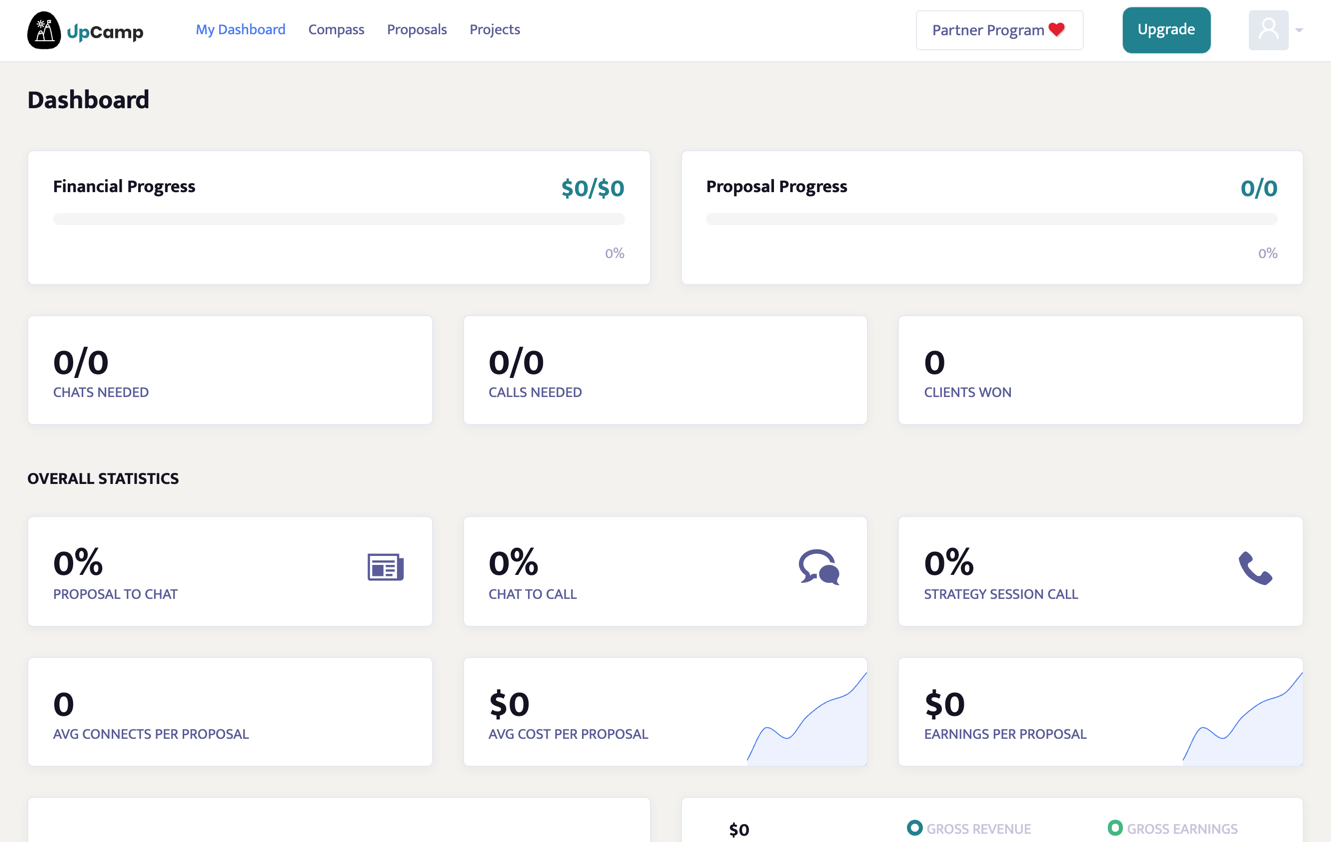 UpCamp
My Dashboard
Compass
Proposals
Projects
Partner Program
Upgrade
Dashboard
Financial Progress
$0/$0
0%
Proposal Progress
0/0
0%
0/0
CHATS NEEDED
0/0
CALLS NEEDED
0
CLIENTS WON
OVERALL STATISTICS
0%
PROPOSAL TO CHAT
0%
CHAT TO CALL
0%
STRATEGY SESSION CALL
0
AVG CONNECTS PER PROPOSAL
$0
AVG COST PER PROPOSAL
$0
EARNINGS PER PROPOSAL
$0
GROSS REVENUE
GROSS EARNINGS